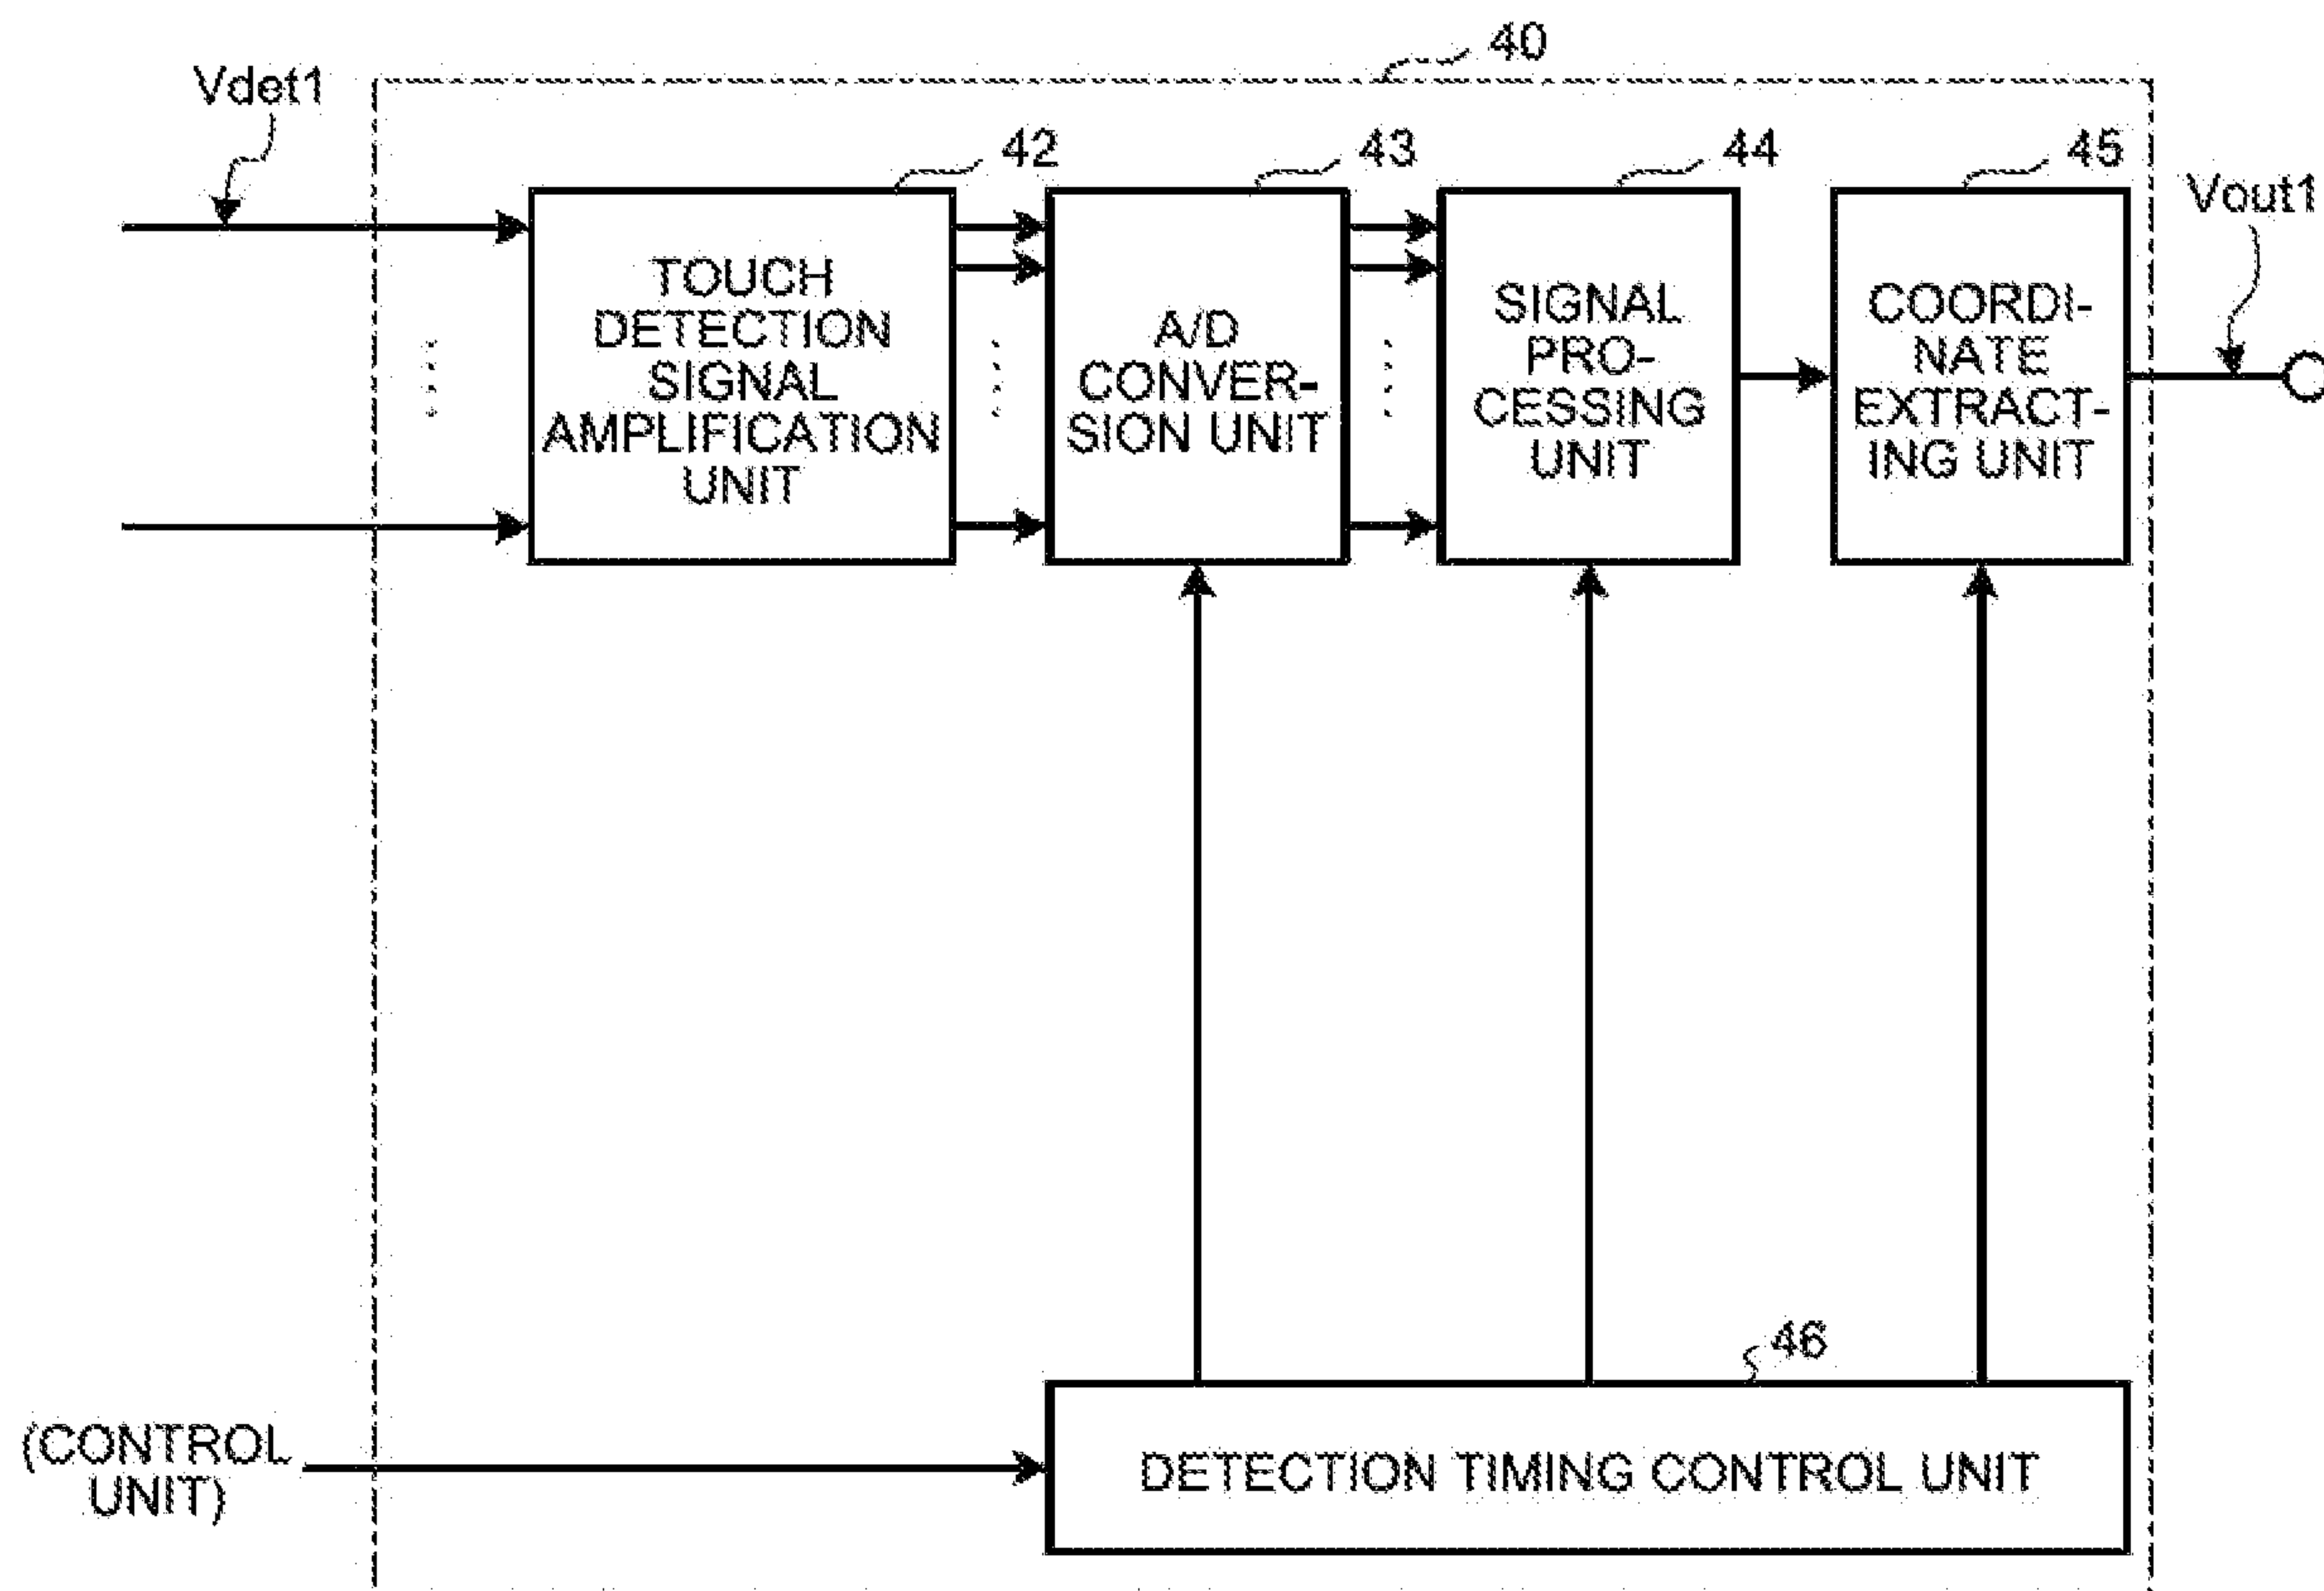 40
Vdet1
42
43
44
45
Vout1
TOUCH
DETECTION
SIGNAL
AMPLIFICATION
UNIT
A/D
CONVER-
SION UNIT
SIGNAL
PRO-
CESSING
UNIT
COORDI-
NATE
EXTRACT-
ING UNIT
46
(CONTROL
UNIT)
DETECTION TIMING CONTROL UNIT